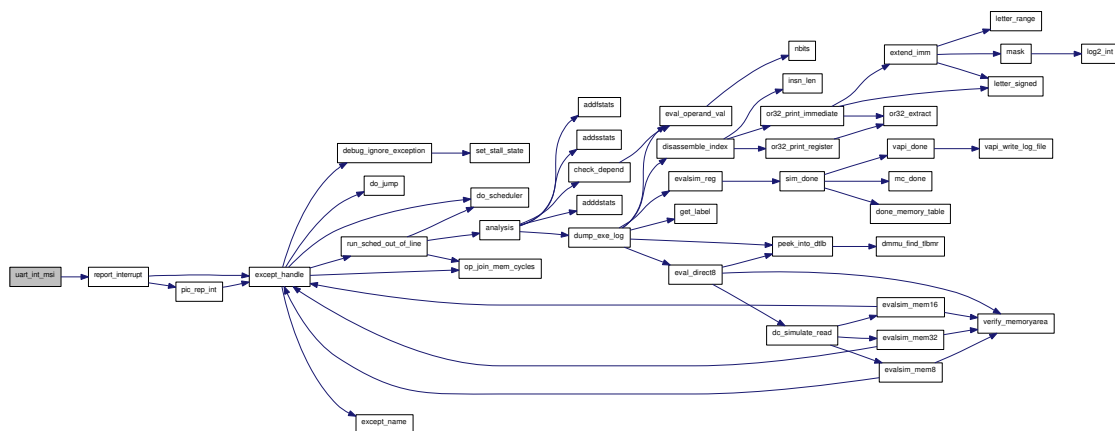 uart_int_msi
report_interrupt
pic_rep_int
except_handle
debug_ignore_exception
set_stall_state
do_jump
do_scheduler
run_sched_out_of_line
op_join_mem_cycles
except_name
analysis
addfstats
addsstats
check_depend
adddstats
dump_exe_log
eval_operand_val
nbits
disassemble_index
insn_len
or32_print_immediate
or32_print_register
extend_imm
letter_range
mask
log2_int
letter_signed
or32_extract
evalsim_reg
sim_done
vapi_done
vapi_write_log_file
mc_done
done_memory_table
get_label
peek_into_dtlb
dmmu_find_tlbmr
eval_direct8
dc_simulate_read
evalsim_mem16
evalsim_mem32
evalsim_mem8
verify_memoryarea